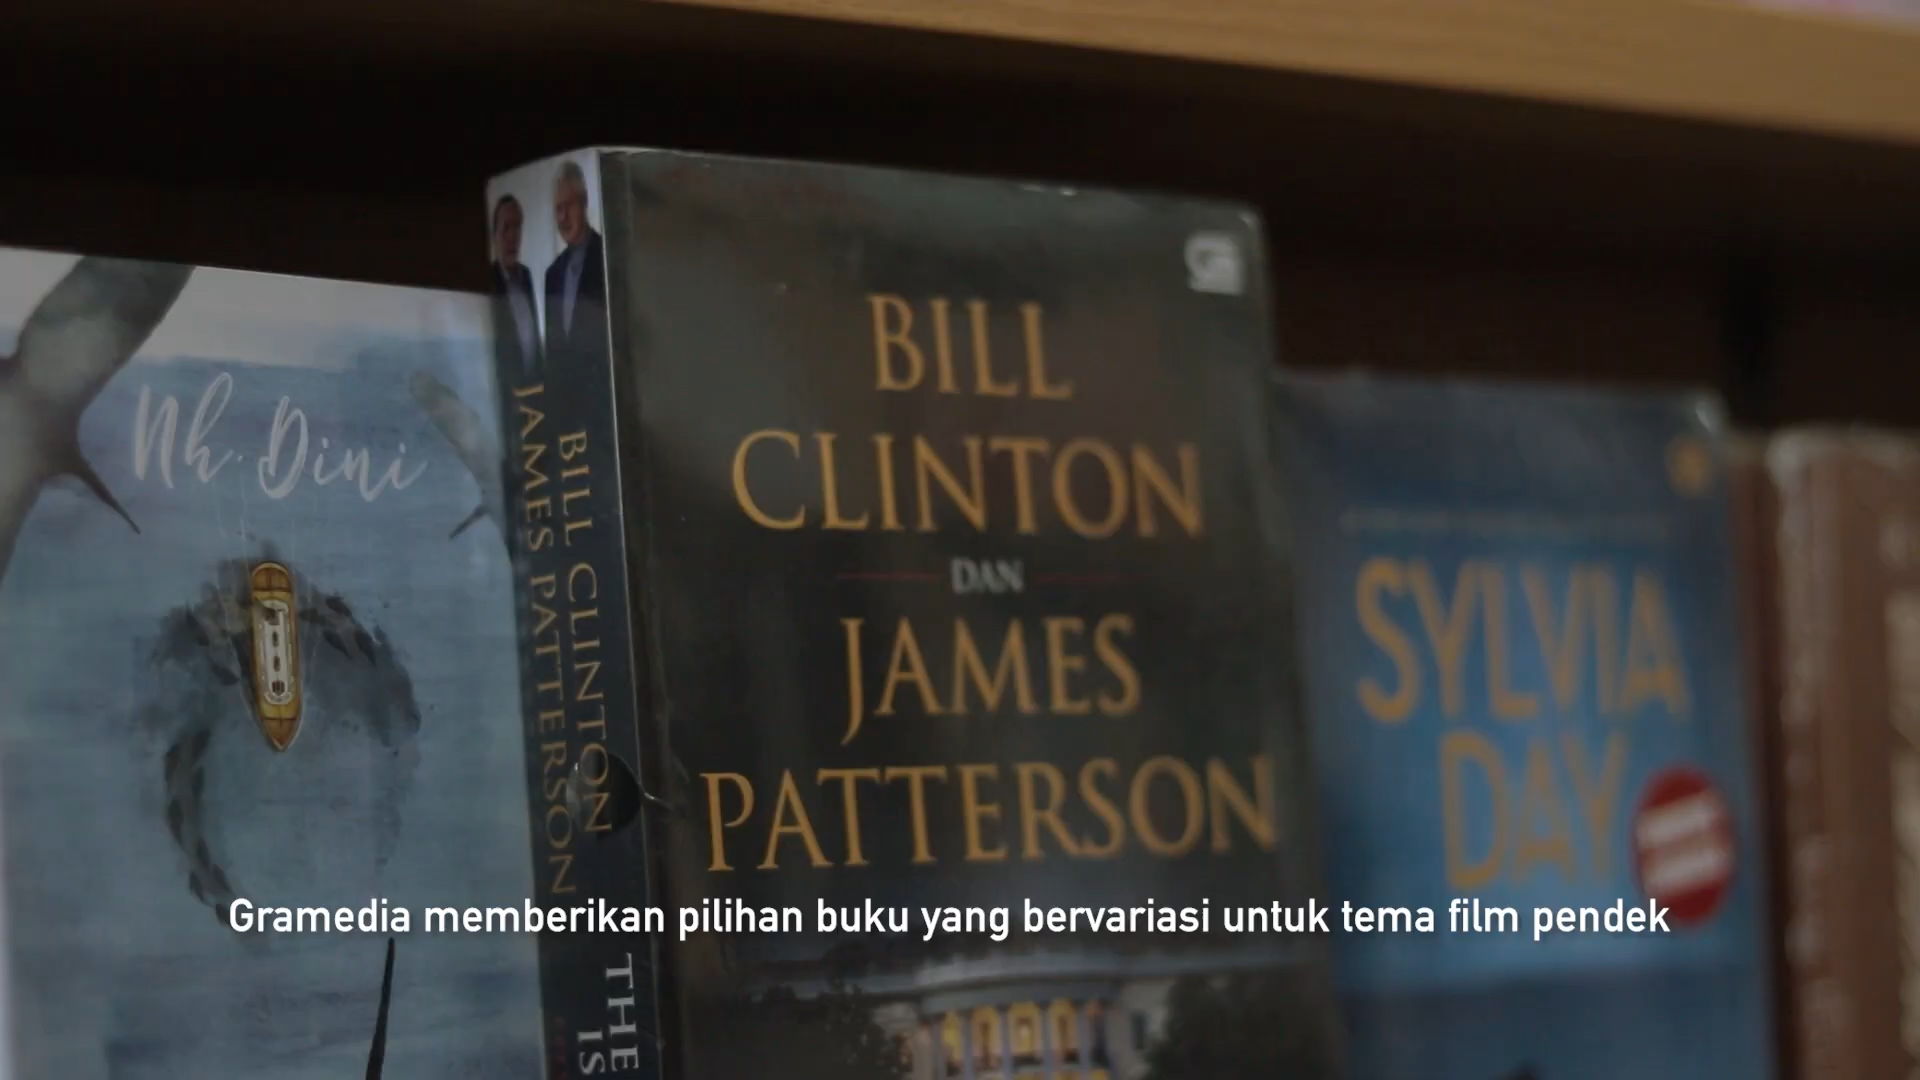 Nh. Dini
JAMES PATTERSON
BILL CLINTON
THE
IS
BILL
CLINTON
DAN
JAMES
PATTERSON
SYLVIA
DAY
Gramedia memberikan pilihan buku yang bervariasi untuk tema film pendek